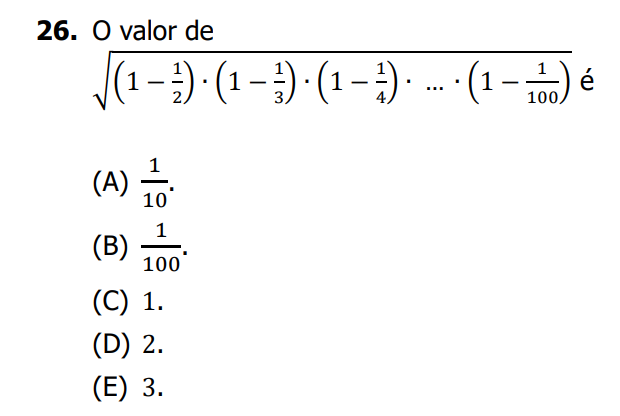 26. O valor de
√((1 − 1/2) · (1 − 1/3) · (1 − 1/4) · ... · (1 − 1/100)) é
(A) 1/10.
(B) 1/100.
(C) 1.
(D) 2.
(E) 3.